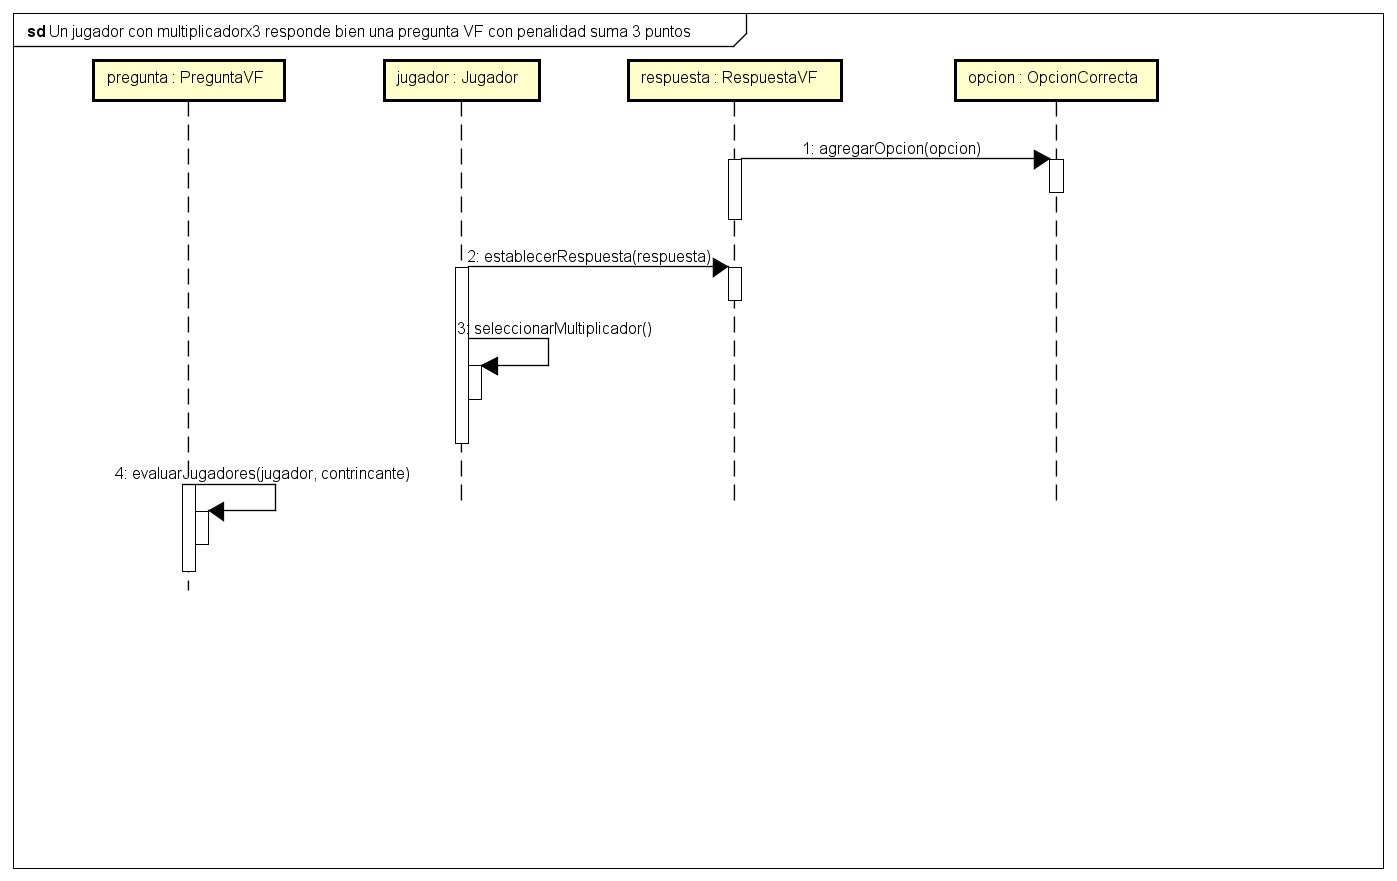 sd Un jugador con multiplicadorx3 responde bien una pregunta VF con penalidad suma 3 puntos
pregunta : PreguntaVF
jugador : Jugador
respuesta : RespuestaVF
opcion : OpcionCorrecta
1: agregarOpcion(opcion)
2: establecerRespuesta(respuesta)
3: seleccionarMultiplicador()
4: evaluarJugadores(jugador, contrincante)